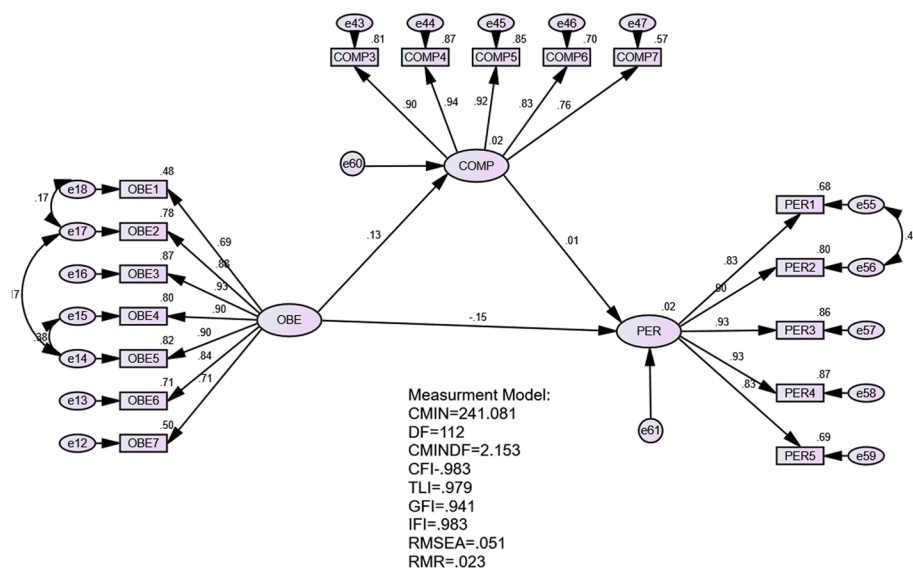 e43 e44 e45 e46 e47
.81 .87 .85 .70 .57
COMP3 COMP4 COMP5 COMP6 COMP7
.90 .94 .92 .83 .76
.02
e60 COMP
.48
e18 OBE1
.17
.78
e17 OBE2
.87
e16 OBE3
.80
e15 OBE4
.38
.82
e14 OBE5
.71
e13 OBE6
.50
e12 OBE7
.69
.88
.93
.90
.90
.84
.71
OBE
.13
.01
-.15
.02
PER
e61
.68
PER1 e55
.80
PER2 e56
.4
.86
PER3 e57
.87
PER4 e58
.69
PER5 e59
.83
.90
.93
.93
.83
Measurment Model:
CMIN=241.081
DF=112
CMINDF=2.153
CFI-.983
TLI=.979
GFI=.941
IFI=.983
RMSEA=.051
RMR=.023